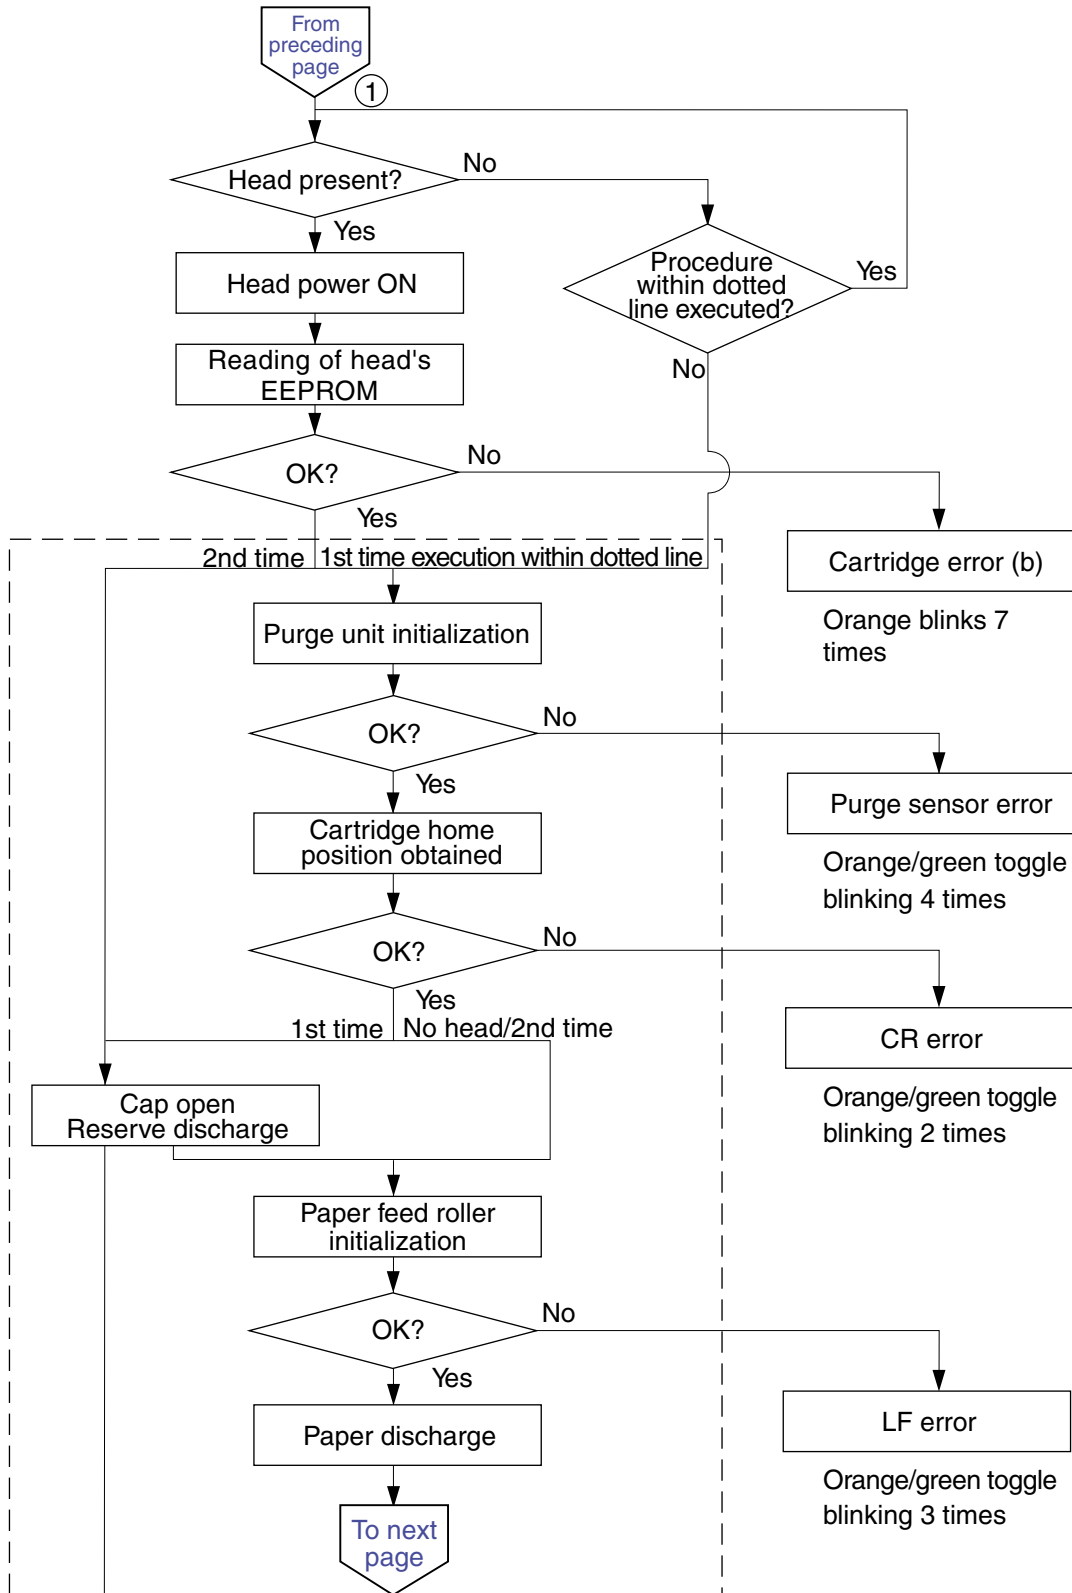 From
preceding
page
1
Head present?
No
Yes
Head power ON
Procedure
within dotted
line executed?
Yes
No
Reading of head's
EEPROM
OK?
No
Yes
2nd time
1st time execution within dotted line
Cartridge error (b)
Orange blinks 7
times
Purge unit initialization
OK?
No
Yes
Purge sensor error
Orange/green toggle
blinking 4 times
Cartridge home
position obtained
OK?
No
Yes
1st time
No head/2nd time
CR error
Orange/green toggle
blinking 2 times
Cap open
Reserve discharge
Paper feed roller
initialization
OK?
No
Yes
LF error
Orange/green toggle
blinking 3 times
Paper discharge
To next
page